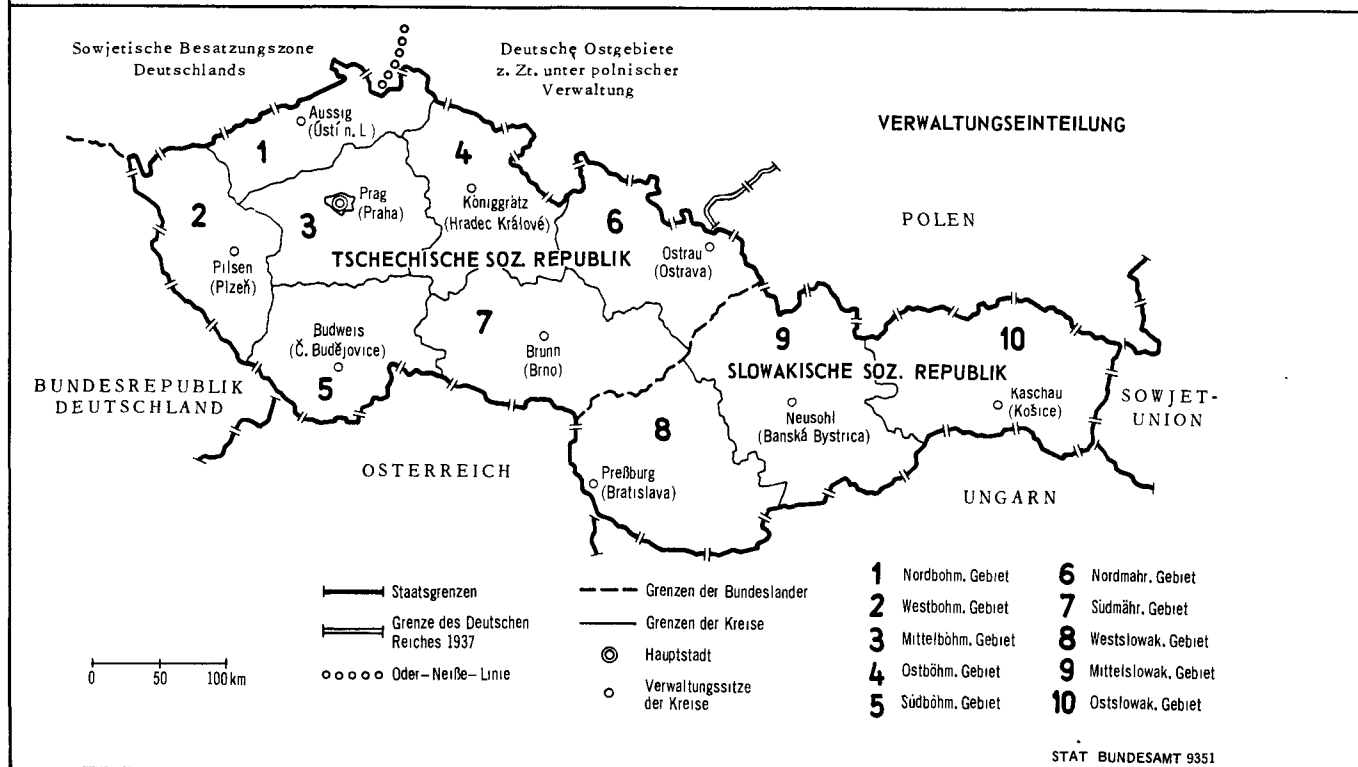 Sowjetische Besatzungszone
Deutschlands
Deutsche Ostgebiete
z. Zt. unter polnischer
Verwaltung
VERWALTUNGSEINTEILUNG
Aussig
(Ústí n. L)
1
4
Prag
(Praha)
Königgrätz
(Hradec Králové)
2
3
6
POLEN
Pilsen
(Plzeň)
TSCHECHISCHE SOZ. REPUBLIK
Ostrau
(Ostrava)
Budweis
(Č. Budějovice)
7
Brunn
(Brno)
9
10
5
SLOWAKISCHE SOZ. REPUBLIK
BUNDESREPUBLIK
DEUTSCHLAND
Neusohl
(Banská Bystrica)
Kaschau
(Košice)
SOWJET-
UNION
8
OSTERREICH
Preßburg
(Bratislava)
UNGARN
Staatsgrenzen
Grenze des Deutschen
Reiches 1937
Oder-Neiße-Linie
0 50 100 km
Grenzen der Bundeslander
Grenzen der Kreise
Hauptstadt
Verwaltungssitze
der Kreise
1 Nordbohm. Gebiet
2 Westbohm. Gebiet
3 Mittelböhm. Gebiet
4 Ostböhm. Gebiet
5 Südböhm. Gebiet
6 Nordmahr. Gebiet
7 Südmähr. Gebiet
8 Westslowak. Gebiet
9 Mittelslowak. Gebiet
10 Ostslowak. Gebiet
STAT BUNDESAMT 9351